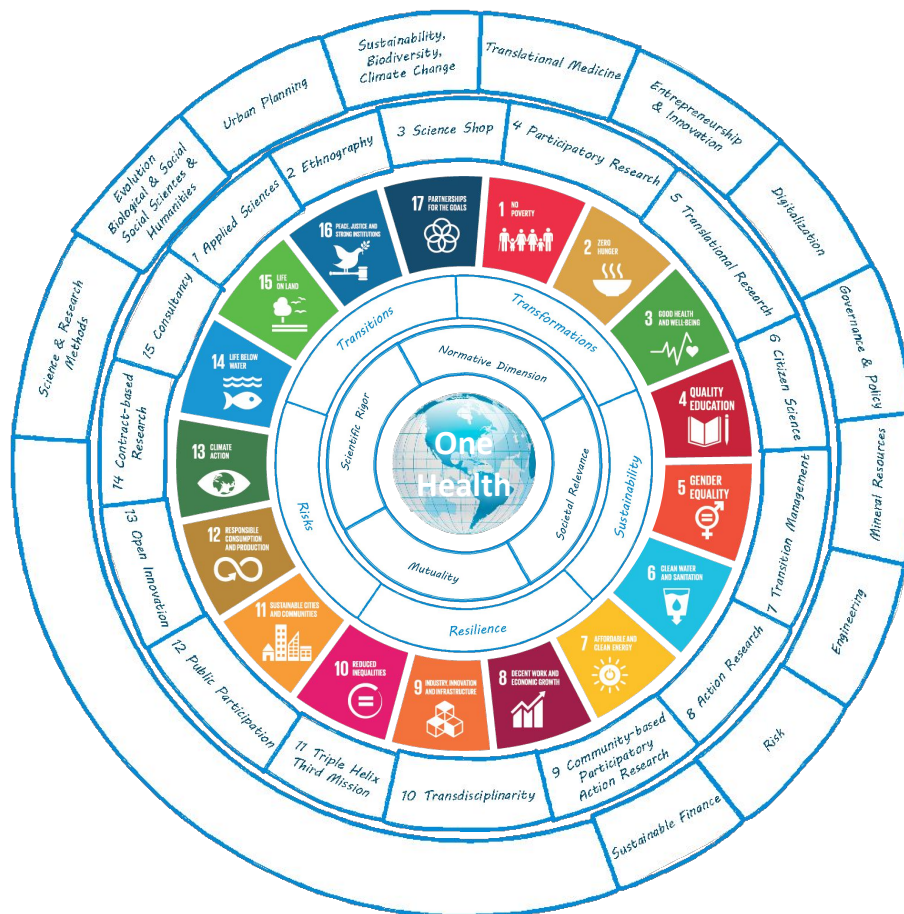 Sustainability,
Biodiversity,
Climate Change
Translational Medicine
Entrepreneurship
& Innovation
Digitalization
Governance & Policy
Mineral Resources
Engineering
Risk
Sustainable Finance
Science & Research
Methods
Evolution
Biological & Social
Social Sciences &
Humanities
Urban Planning
1 Applied Sciences
2 Ethnography
3 Science Shop
4 Participatory Research
5 Translational Research
6 Citizen Science
7 Transition Management
8 Action Research
9 Community-based
Participatory
Action Research
10 Transdisciplinarity
11 Triple Helix
Third Mission
12 Public Participation
13 Open Innovation
14 Contract-based
Research
15 Consultancy
1 NO
POVERTY
2 ZERO
HUNGER
3 GOOD HEALTH
AND WELL-BEING
4 QUALITY
EDUCATION
5 GENDER
EQUALITY
6 CLEAN WATER
AND SANITATION
7 AFFORDABLE AND
CLEAN ENERGY
8 DECENT WORK AND
ECONOMIC GROWTH
9 INDUSTRY, INNOVATION
AND INFRASTRUCTURE
10 REDUCED
INEQUALITIES
11 SUSTAINABLE CITIES
AND COMMUNITIES
12 RESPONSIBLE
CONSUMPTION
AND PRODUCTION
13 CLIMATE
ACTION
14 LIFE BELOW
WATER
15 LIFE
ON LAND
16 PEACE, JUSTICE AND
STRONG INSTITUTIONS
17 PARTNERSHIPS
FOR THE GOALS
Transitions
Transformations
Sustainability
Resilience
Risks
Normative Dimension
Societal Relevance
Mutuality
Scientific Rigor
One
Health